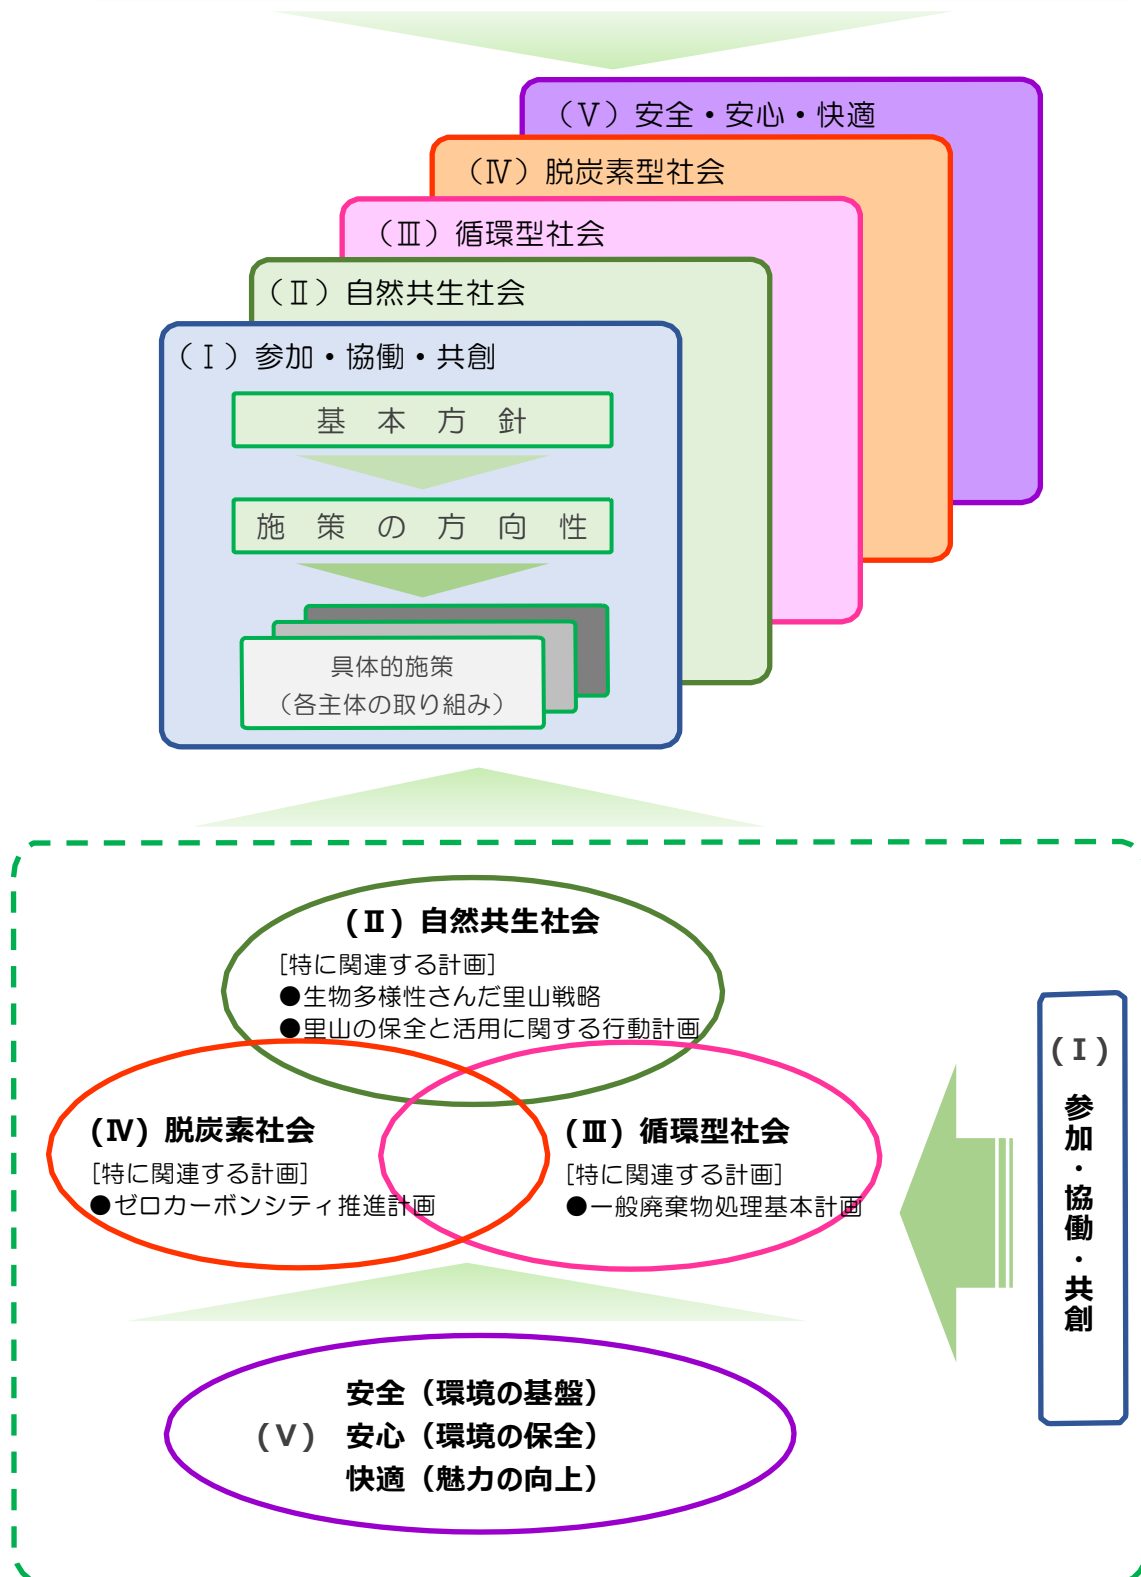 （Ⅴ）安全・安心・快適
（Ⅳ）脱炭素型社会
（Ⅲ）循環型社会
（Ⅱ）自然共生社会
（Ⅰ）参加・協働・共創
基　本　方　針
施　策　の　方　向　性
具体的施策
（各主体の取り組み）
(Ⅱ) 自然共生社会
[特に関連する計画]
●生物多様性さんだ里山戦略
●里山の保全と活用に関する行動計画
(Ⅳ) 脱炭素社会
[特に関連する計画]
●ゼロカーボンシティ推進計画
(Ⅲ) 循環型社会
[特に関連する計画]
●一般廃棄物処理基本計画
(Ⅰ)
参加・協働・共創
安全（環境の基盤）
(Ⅴ) 安心（環境の保全）
快適（魅力の向上）